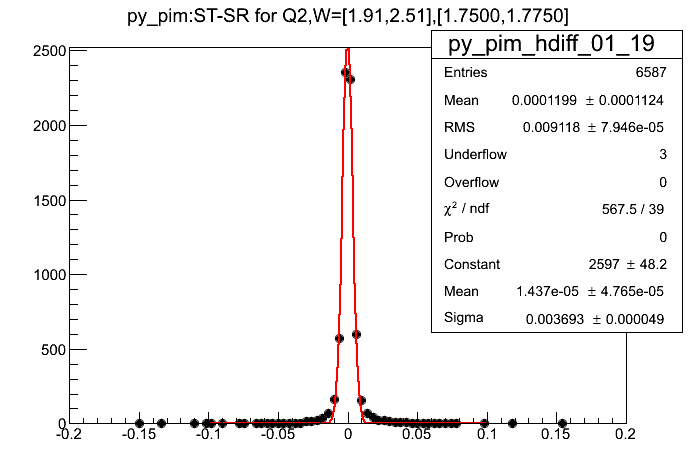 py_pim:ST-SR for Q2,W=[1.91,2.51],[1.7500,1.7750]
py_pim_hdiff_01_19
Entries 6587
Mean 0.0001199 ± 0.0001124
RMS 0.009118 ± 7.946e-05
Underflow 3
Overflow 0
χ² / ndf 567.5 / 39
Prob 0
Constant 2597 ± 48.2
Mean 1.437e-05 ± 4.765e-05
Sigma 0.003693 ± 0.000049
2500
2000
1500
1000
500
0
-0.2 -0.15 -0.1 -0.05 0 0.05 0.1 0.15 0.2